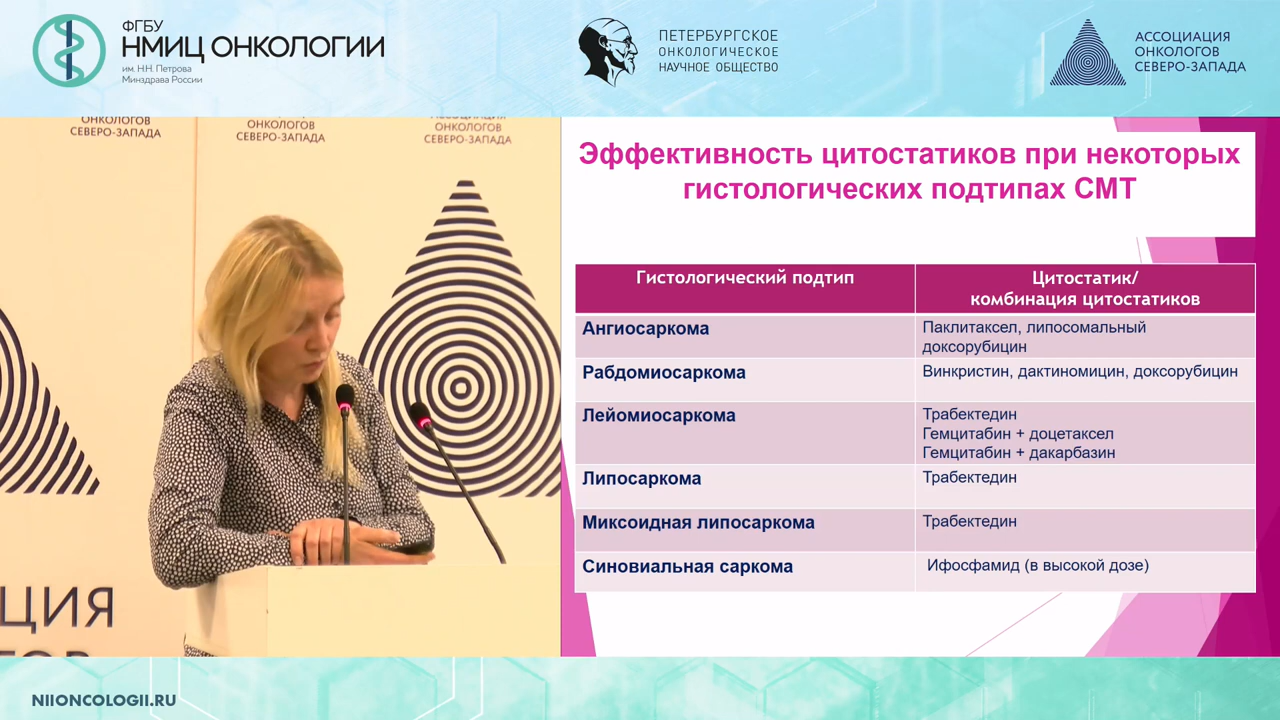 ФГБУ
НМИЦ ОНКОЛОГИИ
им. Н.Н. Петрова
Минздрава России
ПЕТЕРБУРГСКОЕ
ОНКОЛОГИЧЕСКОЕ
НАУЧНОЕ ОБЩЕСТВО
АССОЦИАЦИЯ
ОНКОЛОГОВ
СЕВЕРО-ЗАПАДА
ОНКОЛОГОВ
СЕВЕРО-ЗАПАДА
ОНКОЛОГОВ
СЕВЕРО-ЗАПАДА
АССОЦИАЦИЯ
ОНКОЛОГОВ
СЕВЕРО-ЗАПАДА
ЦИЯ
ГОВ
Эффективность цитостатиков при некоторых
гистологических подтипах СМТ
Гистологический подтип
Цитостатик/
комбинация цитостатиков
Ангиосаркома
Паклитаксел, липосомальный
доксорубицин
Рабдомиосаркома
Винкристин, дактиномицин, доксорубицин
Лейомиосаркома
Трабектедин
Гемцитабин + доцетаксел
Гемцитабин + дакарбазин
Липосаркома
Трабектедин
Миксоидная липосаркома
Трабектедин
Синовиальная саркома
Ифосфамид (в высокой дозе)
NIIONCOLOGII.RU